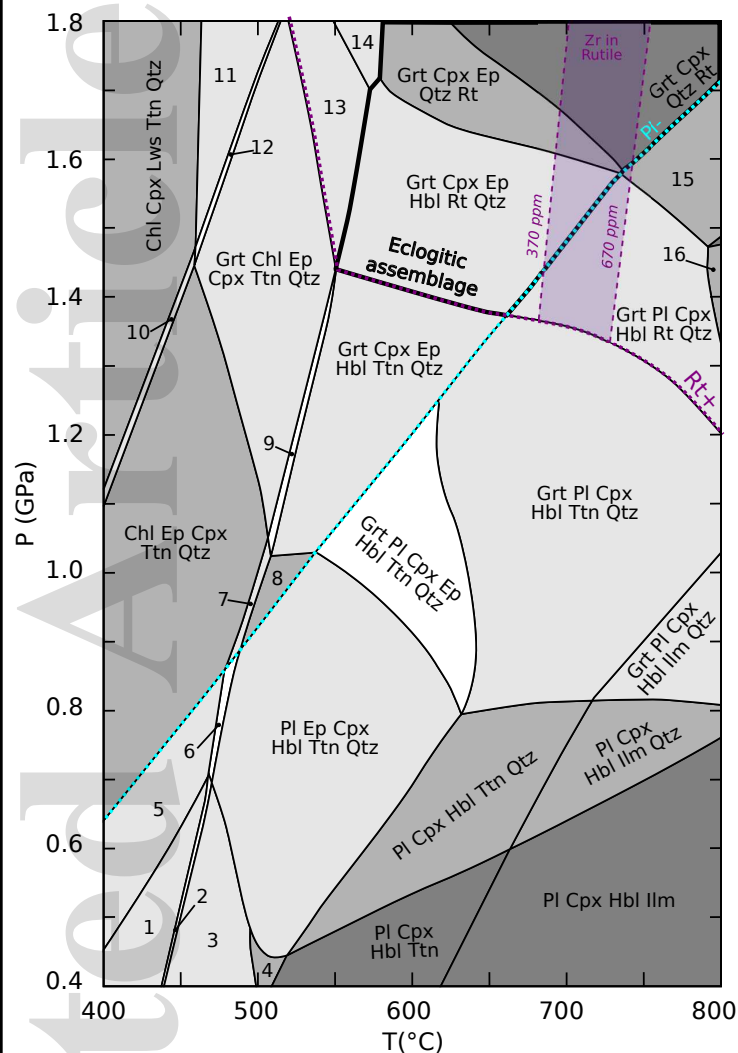 1.8
1.6
1.4
1.2
1.0
0.8
0.6
0.4
P (GPa)
400
500
600
700
800
T(°C)
Chl Cpx Lws Ttn Qtz
11
12
13
14
Grt Cpx Ep
Qtz Rt
Zr in
Rutile
Grt Cpx
Qtz Rt
Pl-
15
16
Grt Cpx Ep
Hbl Rt Qtz
370 ppm
670 ppm
Grt Chl Ep
Cpx Ttn Qtz
Eclogitic
assemblage
10
Grt Pl Cpx
Hbl Rt Qtz
Rt+
Grt Cpx Ep
Hbl Ttn Qtz
9
Grt Pl Cpx
Hbl Ttn Qtz
Chl Ep Cpx
Ttn Qtz
Grt Pl Cpx Ep
Hbl Ttn Qtz
8
7
Grt Pl Cpx
Hbl Ilm Qtz
6
Pl Ep Cpx
Hbl Ttn Qtz
Pl Cpx
Hbl Ilm Qtz
Pl Cpx Hbl Ttn Qtz
5
2
1
3
4
Pl Cpx
Hbl Ttn
Pl Cpx Hbl Ilm
ted Article